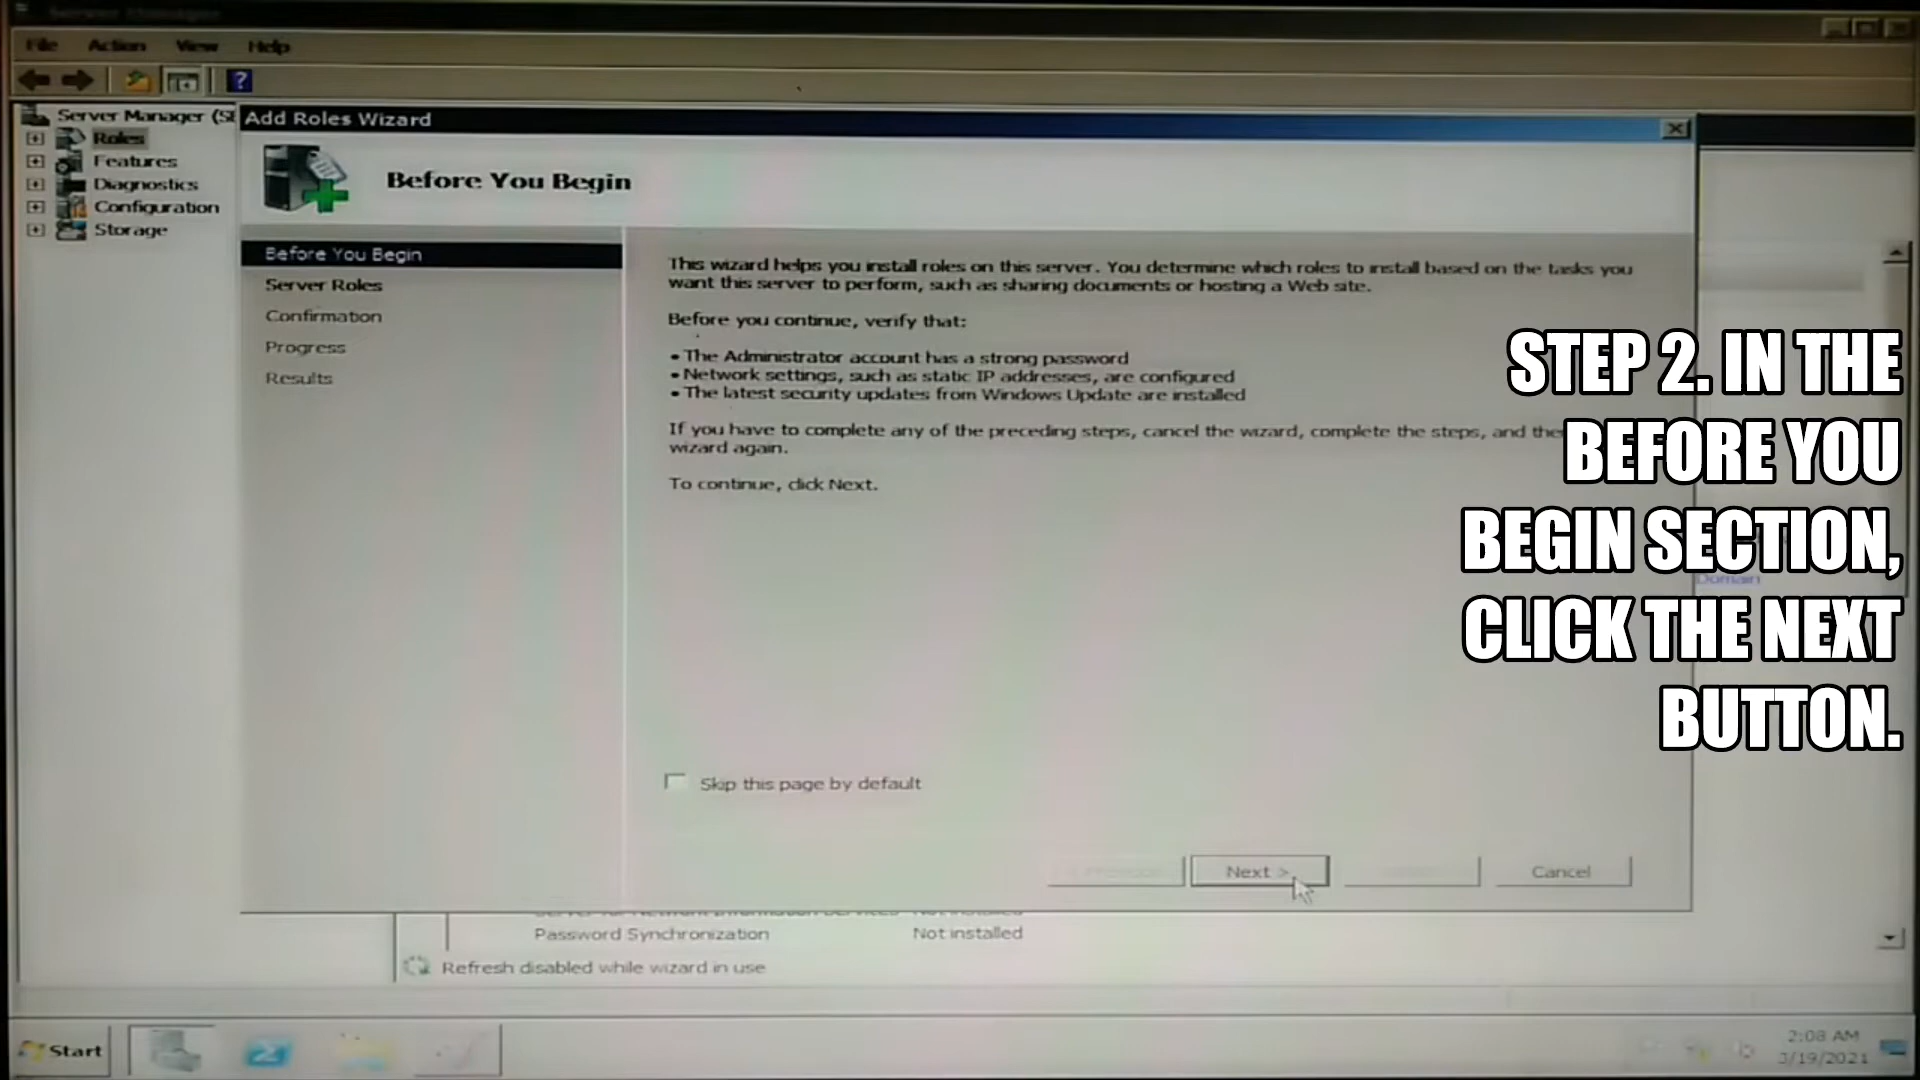 Server Manager
File Action View Help
Server Manager (SE
Roles
Features
Diagnostics
Configuration
Storage
Add Roles Wizard
Before You Begin
Before You Begin
Server Roles
Confirmation
Progress
Results
This wizard helps you install roles on this server. You determine which roles to install based on the tasks you
want this server to perform, such as sharing documents or hosting a Web site.
Before you continue, verify that:
• The Administrator account has a strong password
• Network settings, such as static IP addresses, are configured
• The latest security updates from Windows Update are installed
If you have to complete any of the preceding steps, cancel the wizard, complete the steps, and
wizard again.
To continue, click Next.
Skip this page by default
Next >
Cancel
STEP 2. IN THE
BEFORE YOU
BEGIN SECTION,
CLICK THE NEXT
BUTTON.
Domain
Password Synchronization Not installed
Refresh disabled while wizard in use
Start
2:08 AM
3/19/2021